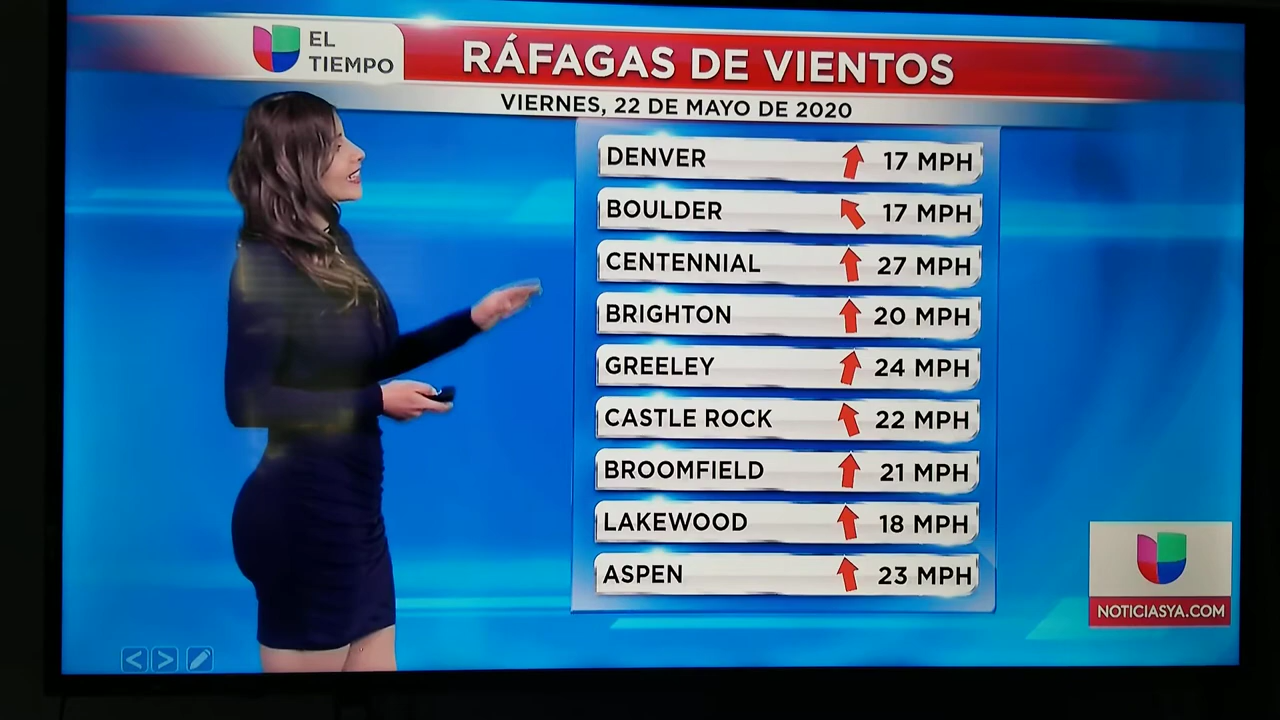 EL
TIEMPO
RÁFAGAS DE VIENTOS
VIERNES, 22 DE MAYO DE 2020
DENVER 17 MPH
BOULDER 17 MPH
CENTENNIAL 27 MPH
BRIGHTON 20 MPH
GREELEY 24 MPH
CASTLE ROCK 22 MPH
BROOMFIELD 21 MPH
LAKEWOOD 18 MPH
ASPEN 23 MPH
NOTICIASYA.COM